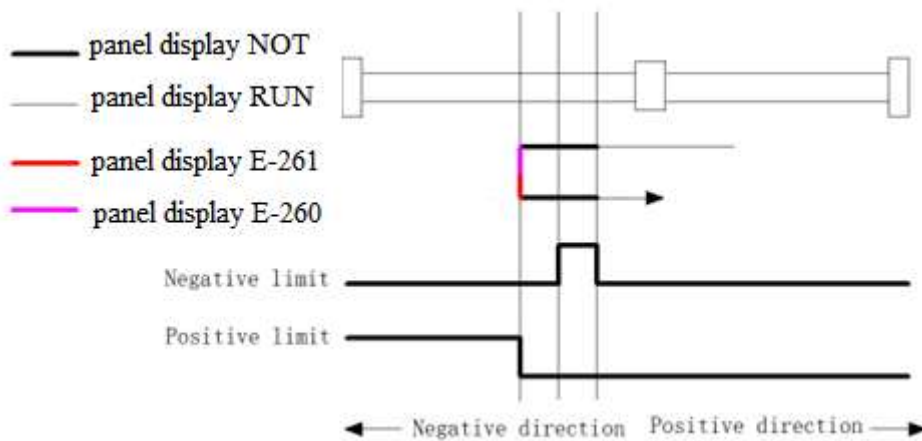 panel display NOT
panel display RUN
panel display E-261
panel display E-260
Negative limit
Positive limit
Negative direction
Positive direction